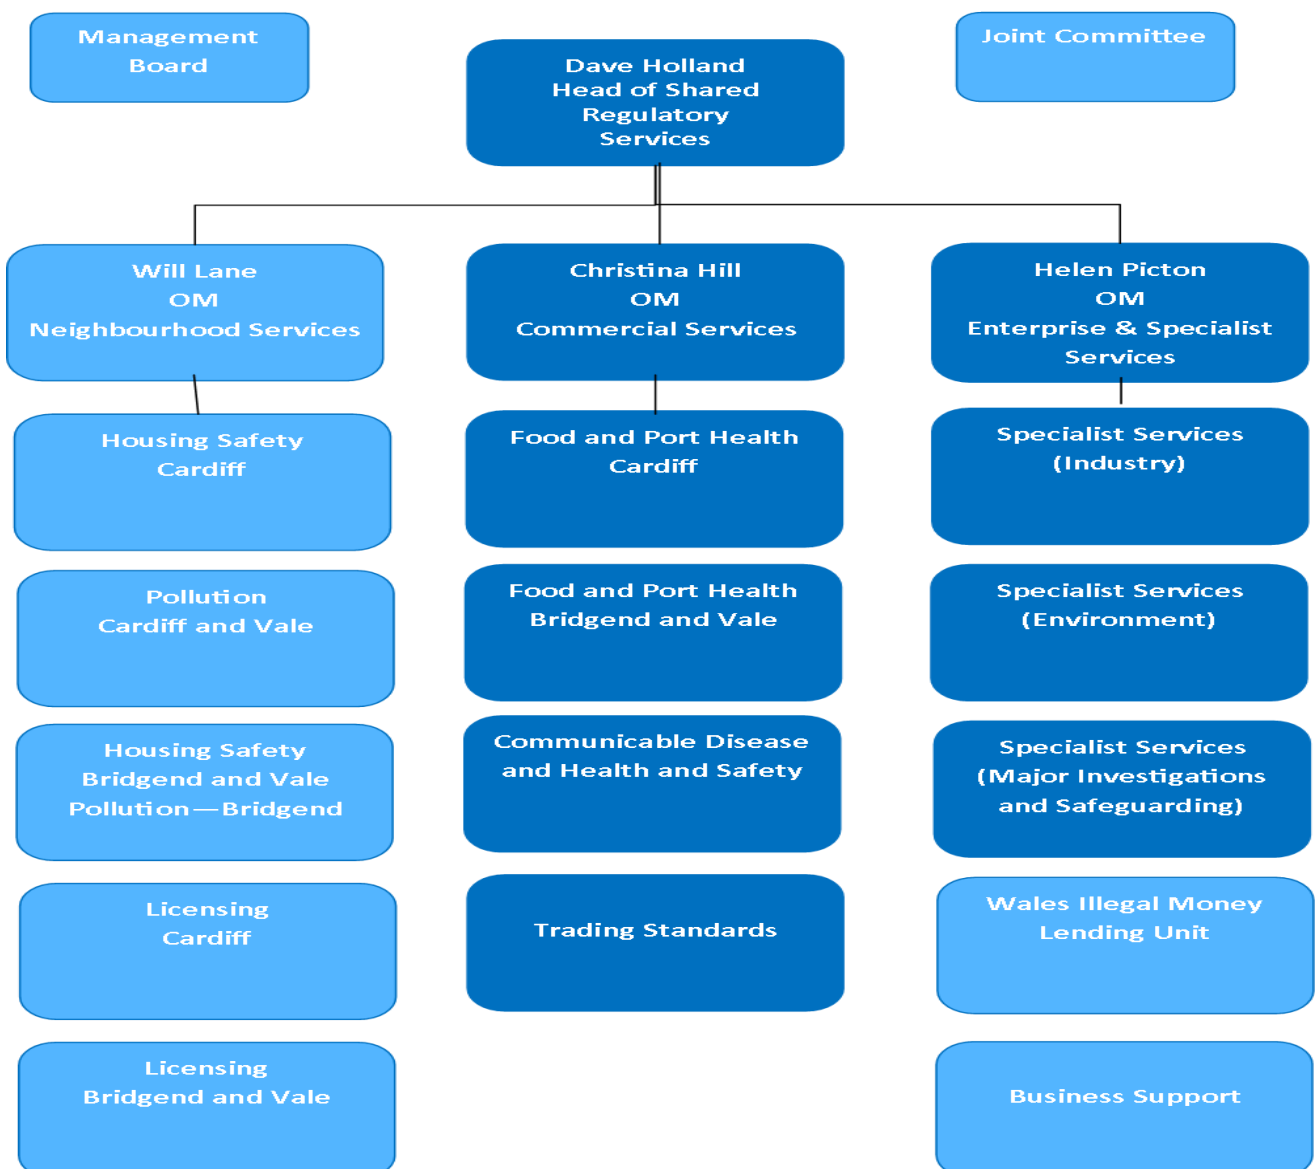 Management
Board
Joint Committee
Dave Holland
Head of Shared
Regulatory
Services
Will Lane
OM
Neighbourhood Services
Christina Hill
OM
Commercial Services
Helen Picton
OM
Enterprise & Specialist
Services
Housing Safety
Cardiff
Food and Port Health
Cardiff
Specialist Services
(Industry)
Pollution
Cardiff and Vale
Food and Port Health
Bridgend and Vale
Specialist Services
(Environment)
Housing Safety
Bridgend and Vale
Pollution—Bridgend
Communicable Disease
and Health and Safety
Specialist Services
(Major Investigations
and Safeguarding)
Licensing
Cardiff
Trading Standards
Wales Illegal Money
Lending Unit
Licensing
Bridgend and Vale
Business Support